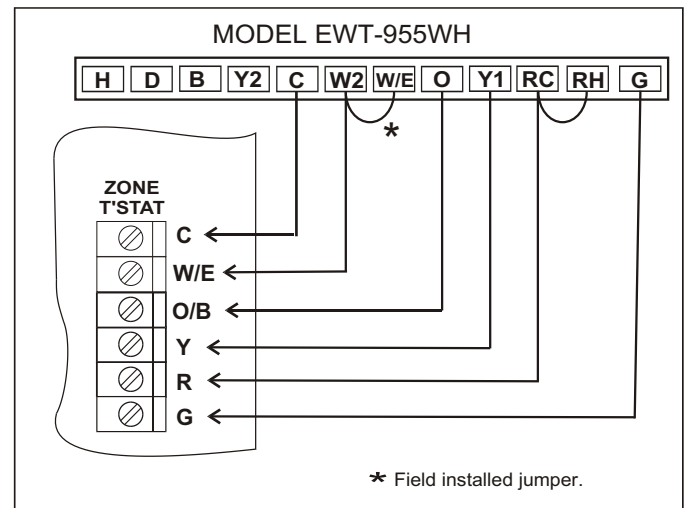 MODEL EWT-955WH
H D B Y2 C W2 W/E O Y1 RC RH G
*
ZONE
T'STAT
C
W/E
O/B
Y
R
G
* Field installed jumper.